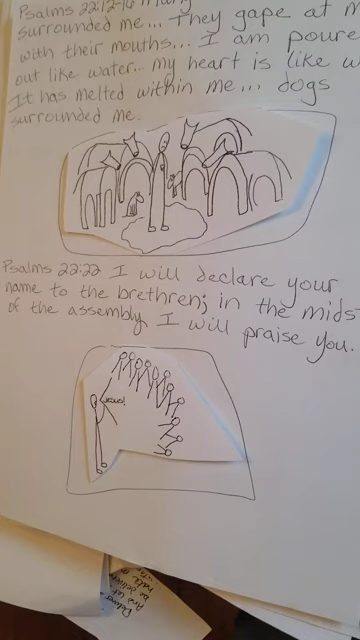 Psalms 22:12-16 Many
surrounded me... They gape at m
with their mouths... I am poure
out like water... my heart is like w
It has melted within me... dogs
surrounded me.
Psalms 22:22 I will declare your
name to the brethren; in the mids
of the assembly I will praise you.
Jesus!